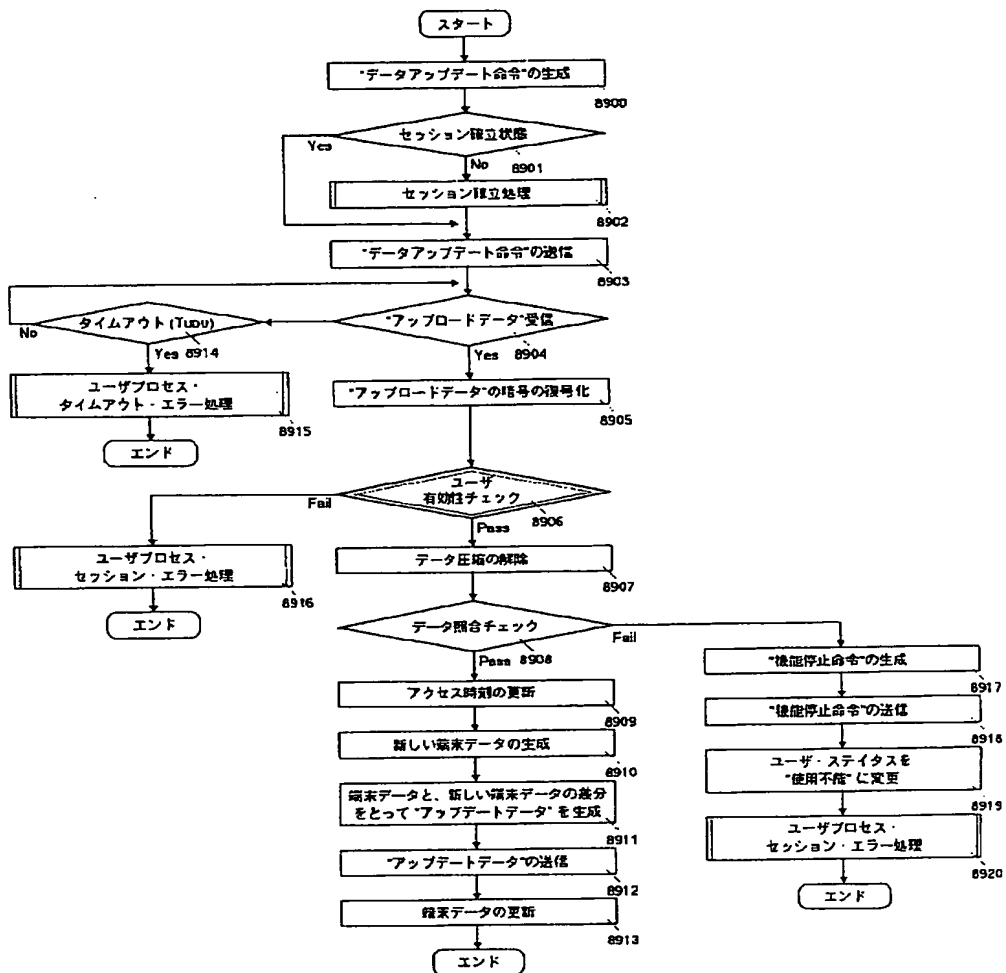 スタート
"データアップデート命令"の生成
8900
セッション確立状態
8901
Yes
No
セッション確立処理
8902
"データアップデート命令"の送信
8903
"アップロードデータ"受信
8904
タイムアウト (TUDU)
8914
No
Yes
Yes
ユーザプロセス・
タイムアウト・エラー処理
8915
エンド
"アップロードデータ"の暗号の復号化
8905
ユーザ
有効性チェック
8906
Fail
Pass
ユーザプロセス・
セッション・エラー処理
8916
エンド
データ圧縮の解除
8907
データ照合チェック
8908
Fail
Pass
アクセス時刻の更新
8909
新しい端末データの生成
8910
端末データと、新しい端末データの差分
をとって "アップデートデータ" を生成
8911
"アップデートデータ"の送信
8912
端末データの更新
8913
エンド
"機能停止命令"の生成
8917
"機能停止命令"の送信
8918
ユーザ・ステイタスを
"使用不能" に変更
8919
ユーザプロセス・
セッション・エラー処理
8920
エンド